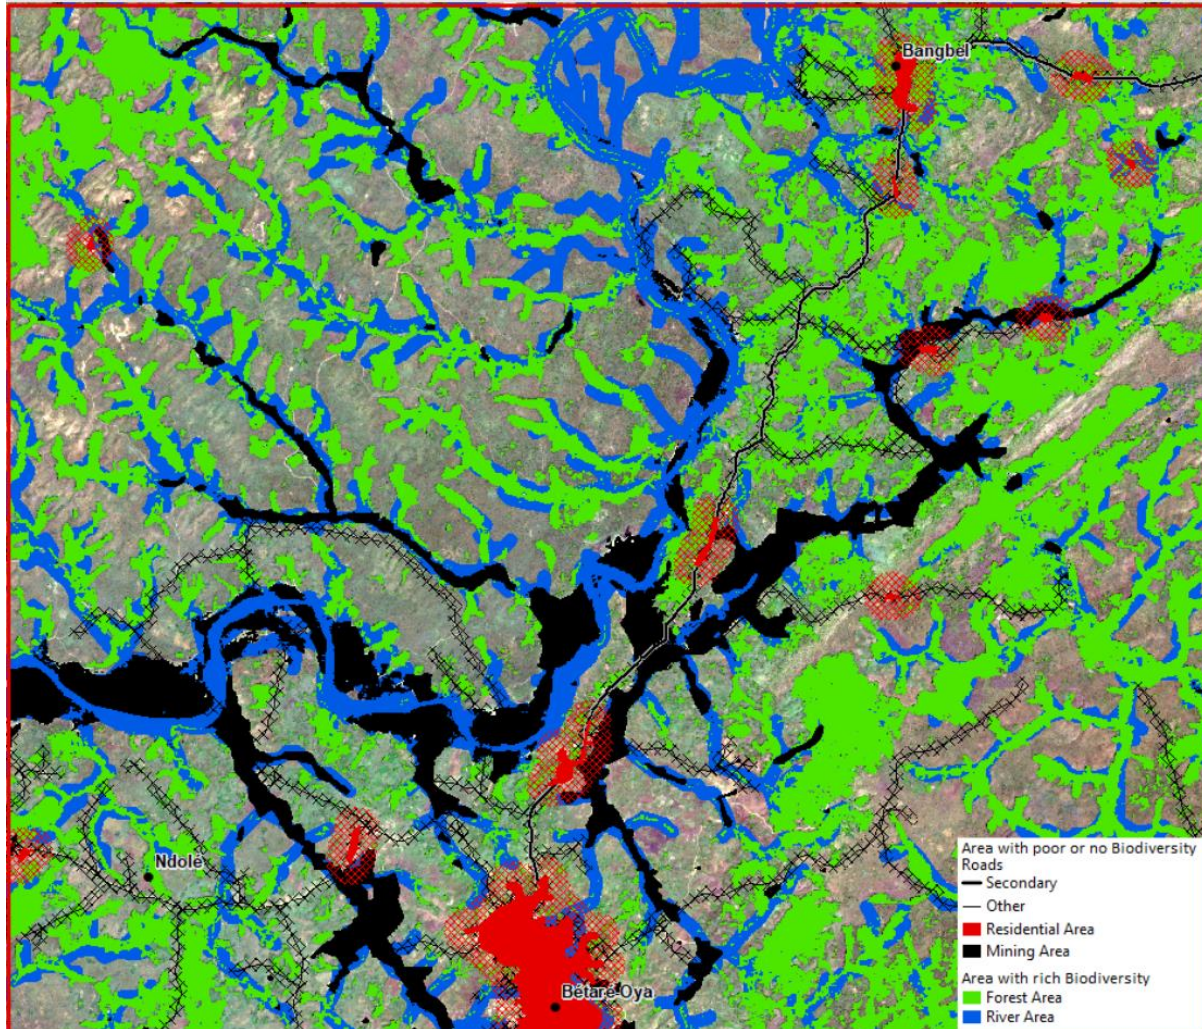 Bangbel
Ndolé
Bétaré-Oya
Area with poor or no Biodiversity
Roads
Secondary
Other
Residential Area
Mining Area
Area with rich Biodiversity
Forest Area
River Area